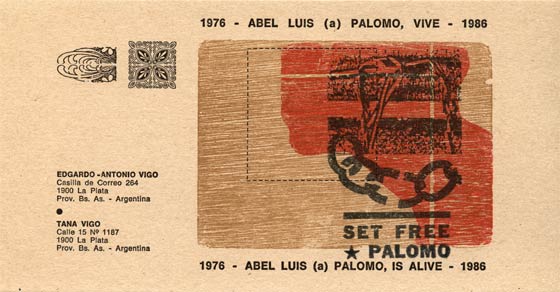 1976 - ABEL LUIS (a) PALOMO, VIVE - 1986
EDGARDO-ANTONIO VIGO
Casilla de Correo 264
1900 La Plata
Prov. Bs. As. - Argentina
TANA VIGO
Calle 15 Nº 1187
1900 La Plata
Prov. Bs. As. - Argentina
SET FREE
★ PALOMO
1976 - ABEL LUIS (a) PALOMO, IS ALIVE - 1986